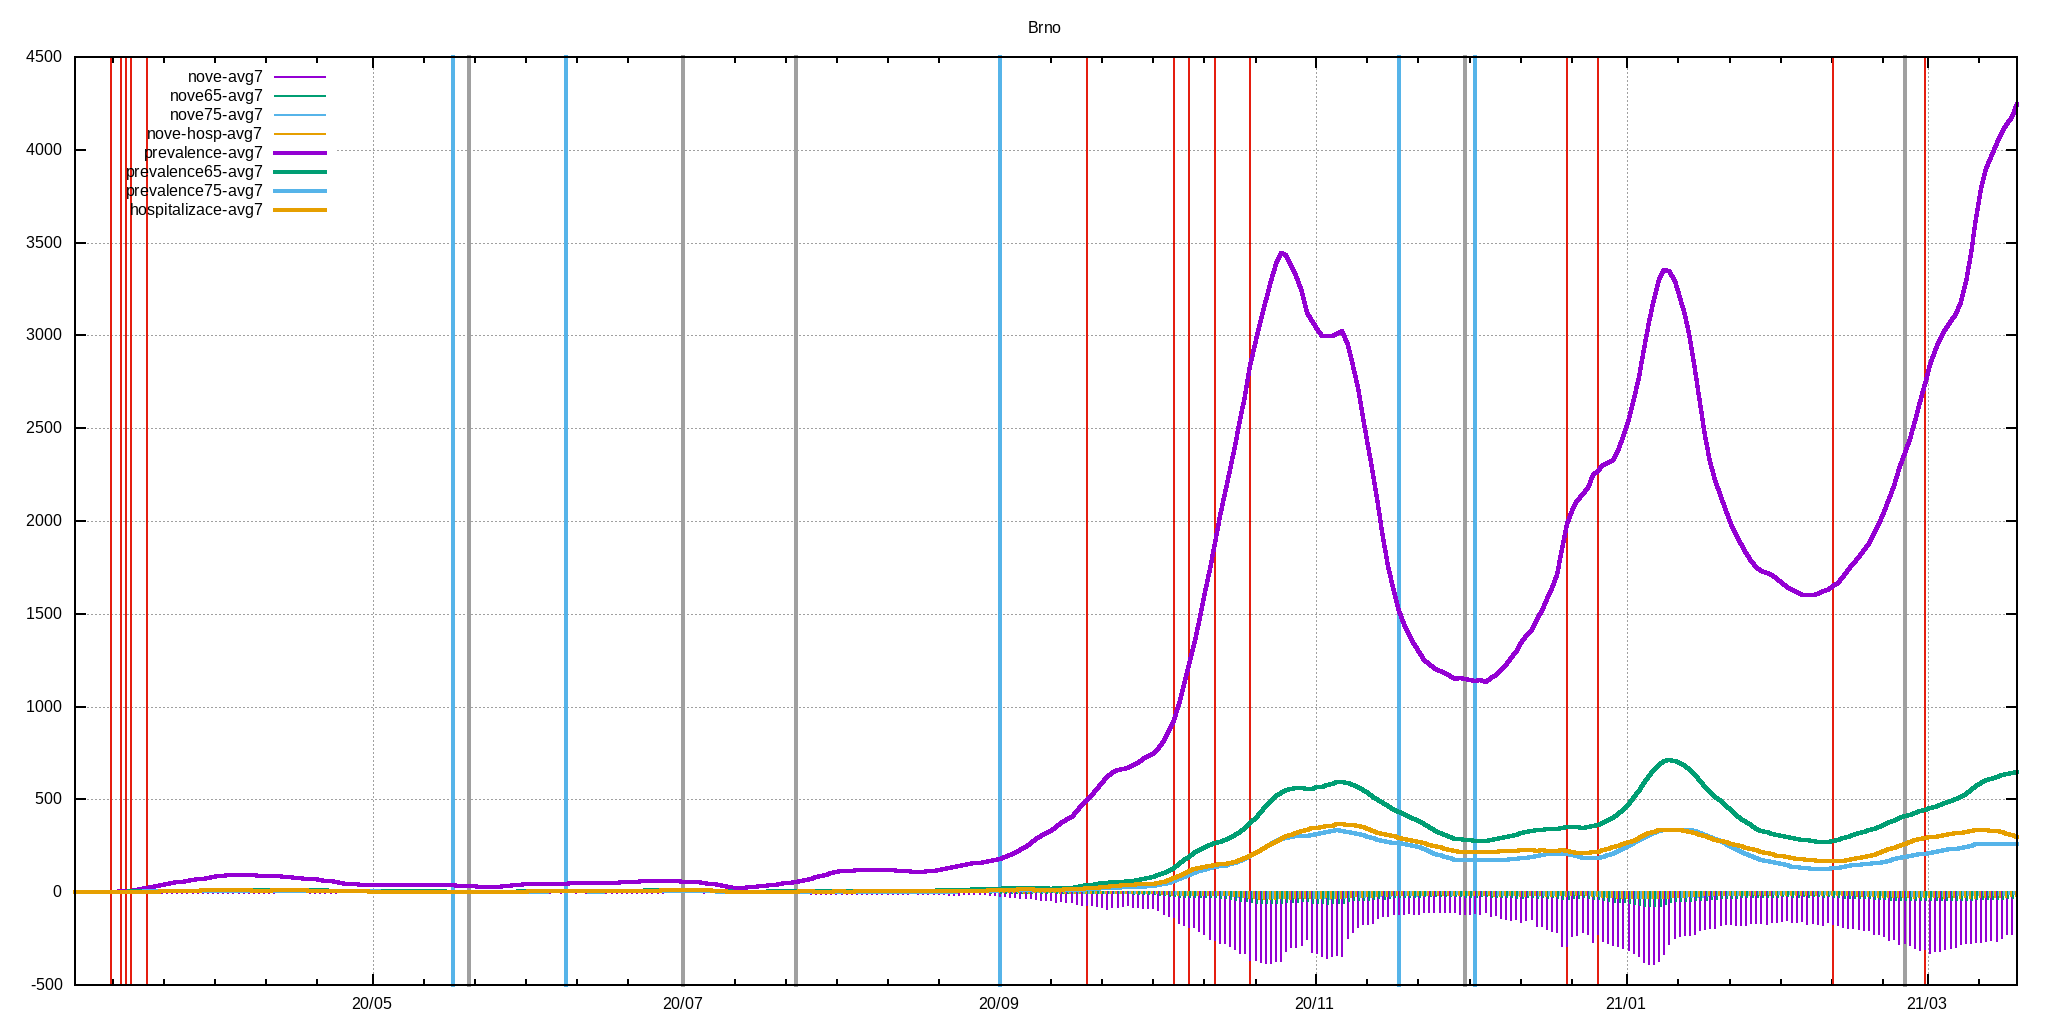 Brno
4500
4000
3500
3000
2500
2000
1500
1000
500
0
-500
nove-avg7
nove65-avg7
nove75-avg7
nove-hosp-avg7
prevalence-avg7
prevalence65-avg7
prevalence75-avg7
hospitalizace-avg7
20/05
20/07
20/09
20/11
21/01
21/03